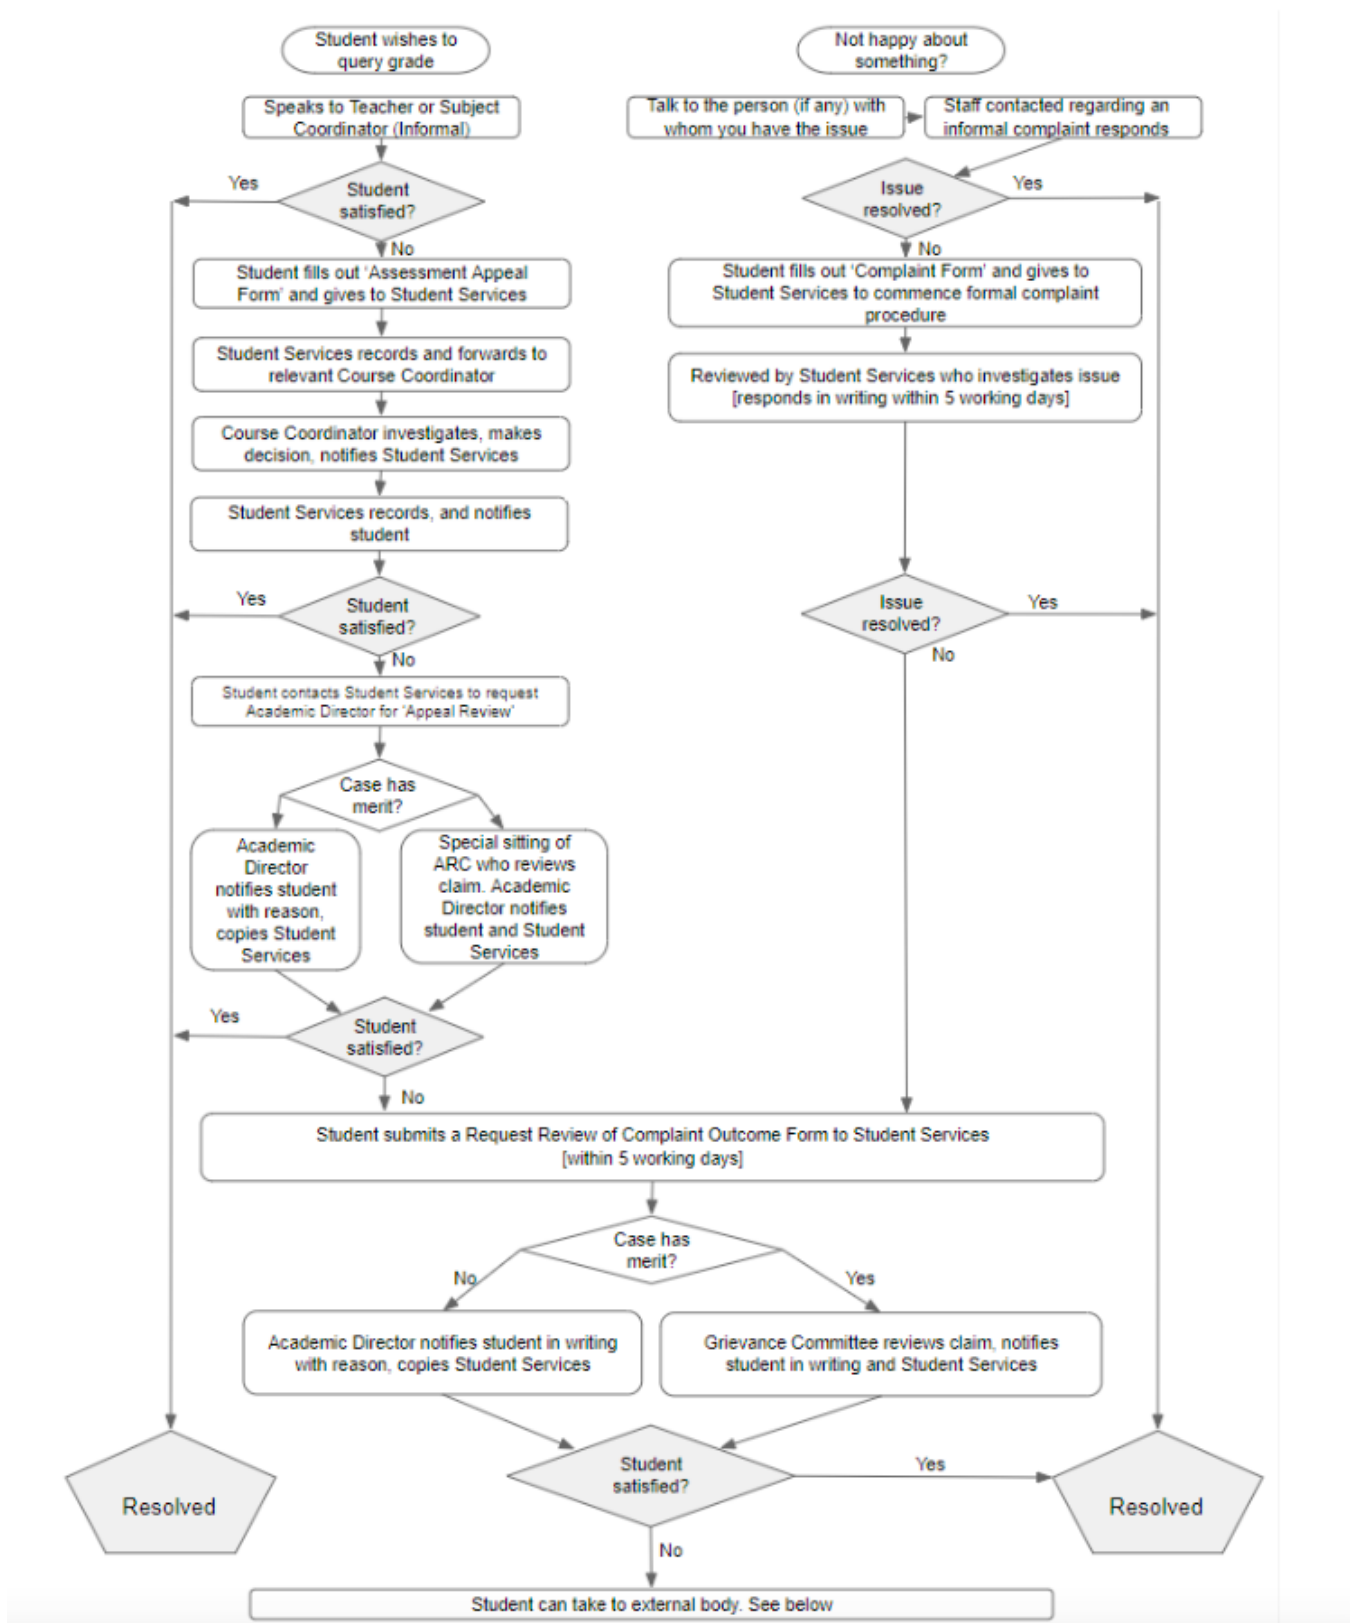 Student wishes to
query grade
Speaks to Teacher or Subject
Coordinator (Informal)
Yes
Student
satisfied?
No
Student fills out 'Assessment Appeal
Form' and gives to Student Services
Student Services records and forwards to
relevant Course Coordinator
Course Coordinator investigates, makes
decision, notifies Student Services
Student Services records, and notifies
student
Yes
Student
satisfied?
No
Student contacts Student Services to request
Academic Director for 'Appeal Review'
Case has
merit?
Academic
Director
notifies student
with reason,
copies Student
Services
Special sitting of
ARC who reviews
claim. Academic
Director notifies
student and Student
Services
Yes
Student
satisfied?
No
Not happy about
something?
Talk to the person (if any) with
whom you have the issue
Staff contacted regarding an
informal complaint responds
Issue
resolved?
Yes
No
Student fills out 'Complaint Form' and gives to
Student Services to commence formal complaint
procedure
Reviewed by Student Services who investigates issue
[responds in writing within 5 working days]
Issue
resolved?
Yes
No
Student submits a Request Review of Complaint Outcome Form to Student Services
[within 5 working days]
Case has
merit?
No
Yes
Academic Director notifies student in writing
with reason, copies Student Services
Grievance Committee reviews claim, notifies
student in writing and Student Services
Student
satisfied?
Yes
Resolved
Resolved
No
Student can take to external body. See below